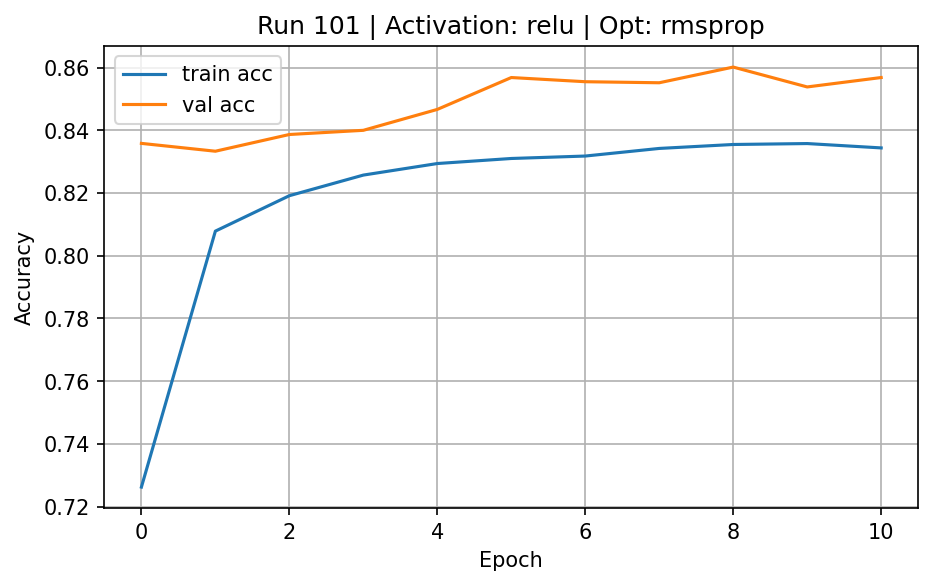 Run 101 | Activation: relu | Opt: rmsprop
train acc
val acc
0.86
0.84
0.82
0.80
0.78
0.76
0.74
0.72
Accuracy
0 2 4 6 8 10
Epoch